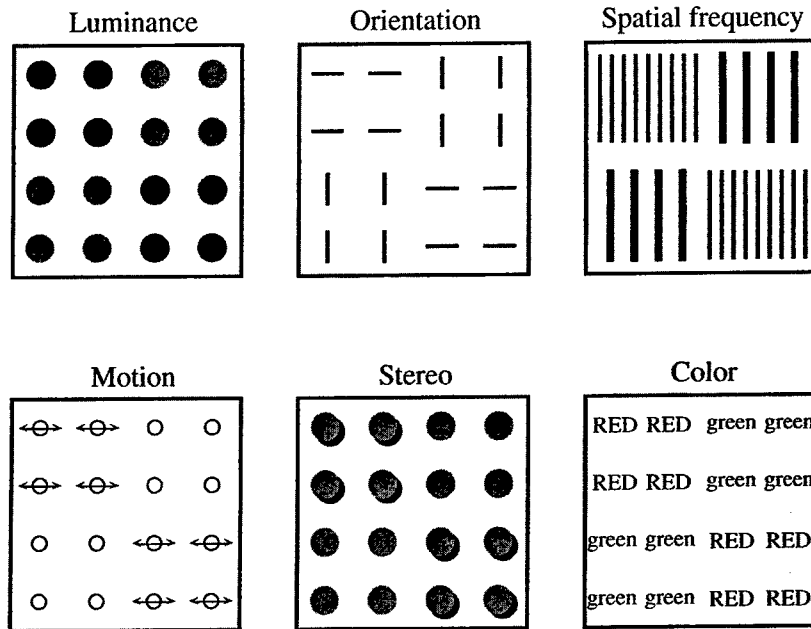 Luminance
Orientation
Spatial frequency
Motion
Stereo
Color
RED RED green green
RED RED green green
green green RED RED
green green RED RED